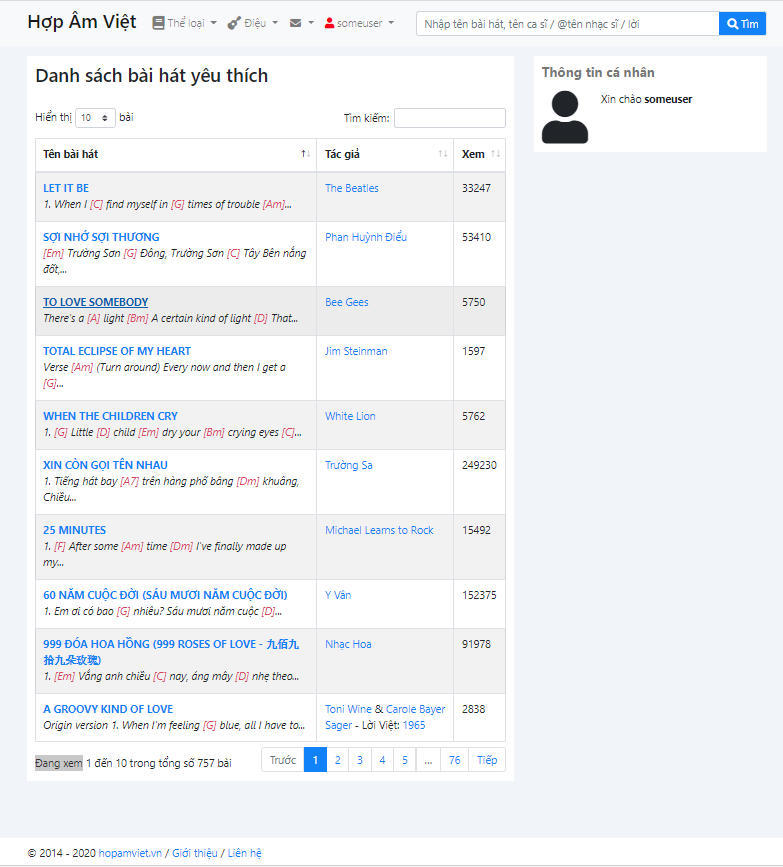 Hợp Âm Việt Thể loại Điệu someuser Nhập tên bài hát, tên ca sĩ / @tên nhạc sĩ / lời Tìm
Danh sách bài hát yêu thích
Hiển thị 10 bài Tìm kiếm:
Tên bài hát Tác giả Xem
LET IT BE The Beatles 33247
1. When I [C] find myself in [G] times of trouble [Am]...
SỢI NHỚ SỢI THƯƠNG Phan Huỳnh Điểu 53410
[Em] Trường Sơn [G] Đông, Trường Sơn [C] Tây Bên nắng
đốt,...
TO LOVE SOMEBODY Bee Gees 5750
There's a [A] light [Bm] A certain kind of light [D] That...
TOTAL ECLIPSE OF MY HEART Jim Steinman 1597
Verse [Am] (Turn around) Every now and then I get a
[G]...
WHEN THE CHILDREN CRY White Lion 5762
1. [G] Little [D] child [Em] dry your [Bm] crying eyes [C]...
XIN CÒN GỌI TÊN NHAU Trường Sa 249230
1. Tiếng hát bay [A7] trên hàng phố bâng [Dm] khuâng,
Chiều...
25 MINUTES Michael Learns to Rock 15492
1. [F] After some [Am] time [Dm] I've finally made up
my...
60 NĂM CUỘC ĐỜI (SÁU MƯƠI NĂM CUỘC ĐỜI) Y Vân 152375
1. Em ơi có bao [G] nhiêu? Sáu mươi năm cuộc [D]...
999 ĐÓA HOA HỒNG (999 ROSES OF LOVE - 九佰九 Nhạc Hoa 91978
拾九朵玫瑰)
1. [Em] Vắng anh chiều [C] nay, áng mây [D] nhẹ theo...
A GROOVY KIND OF LOVE Toni Wine & Carole Bayer 2838
Origin version 1. When I'm feeling [G] blue, all I have to... Sager - Lời Việt: 1965
Đang xem 1 đến 10 trong tổng số 757 bài Trước 1 2 3 4 5 ... 76 Tiếp
Thông tin cá nhân
Xin chào someuser
© 2014 - 2020 hopamviet.vn / Giới thiệu / Liên hệ